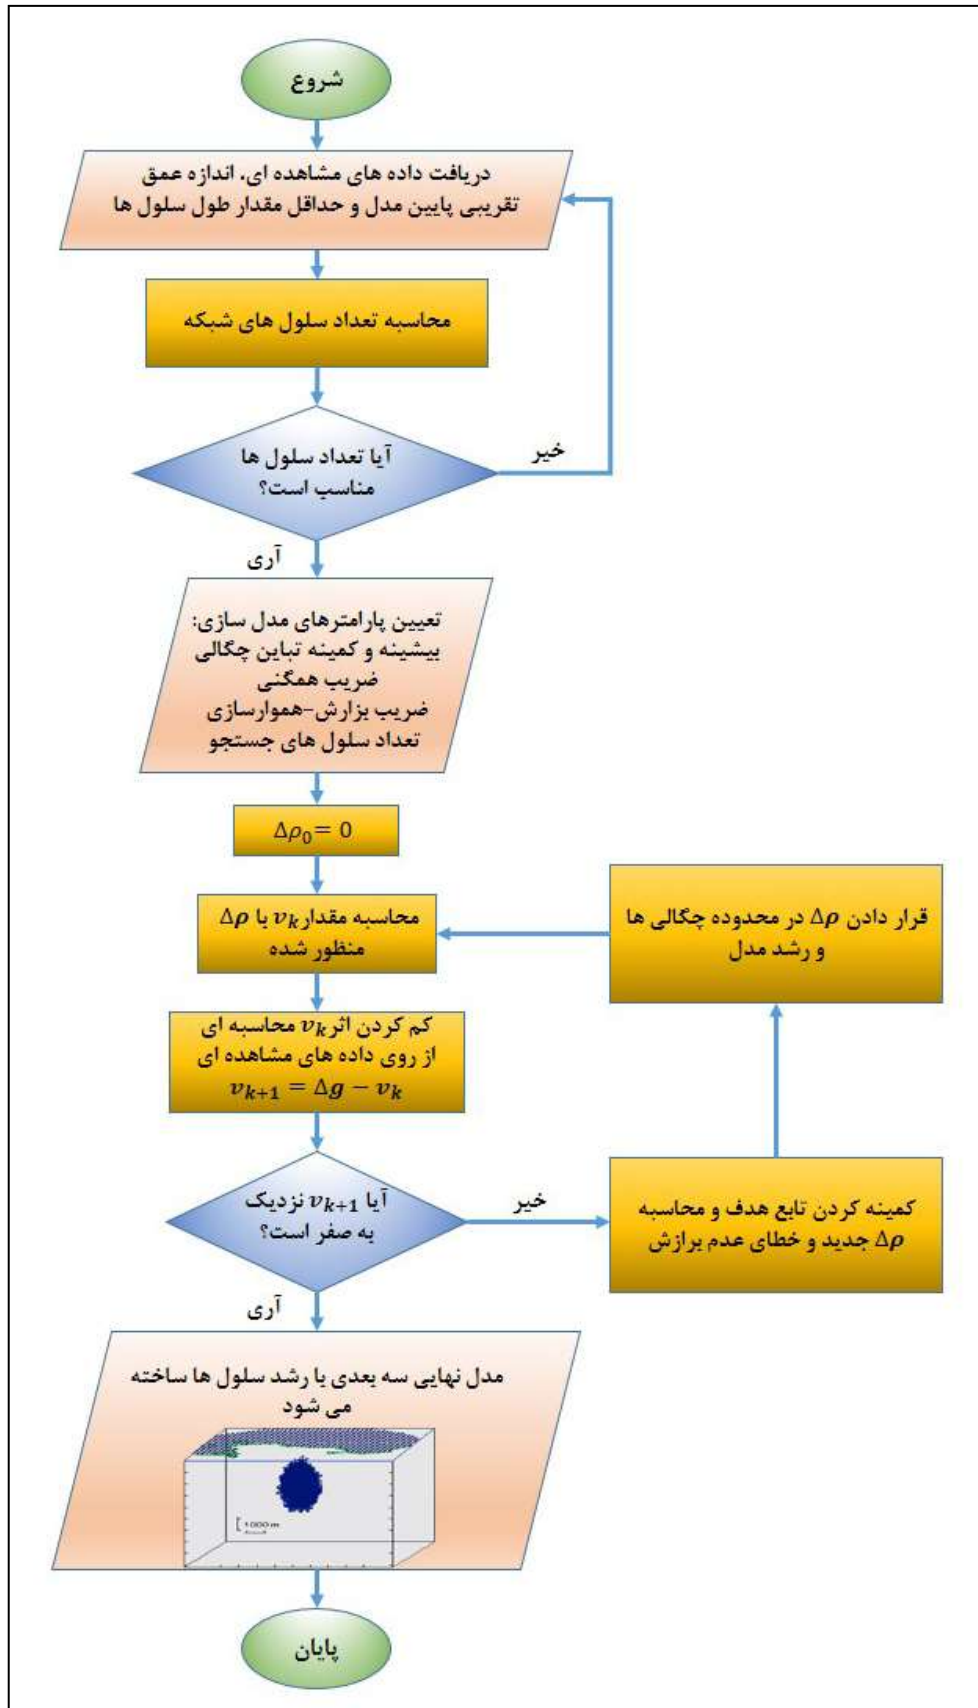 شروع
دریافت داده های مشاهده ای. اندازه عمق
تقریبی پایین مدل و حداقل مقدار طول سلول ها
محاسبه تعداد سلول های شبکه
آیا تعداد سلول ها
مناسب است؟
خیر
آری
تعیین پارامترهای مدل سازی:
بیشینه و کمینه تباین چگالی
ضریب همگنی
ضریب بزارش-هموارسازی
تعداد سلول های جستجو
Δρ₀ = 0
محاسبه مقدار vₖ با Δρ
منظور شده
کم کردن اثر vₖ محاسبه ای
از روی داده های مشاهده ای
vₖ₊₁ = Δg − vₖ
آیا vₖ₊₁ نزدیک
به صفر است؟
خیر
کمینه کردن تابع هدف و محاسبه
Δρ جدید و خطای عدم برازش
قرار دادن Δρ در محدوده چگالی ها
و رشد مدل
آری
مدل نهایی سه بعدی با رشد سلول ها ساخته
می شود
1000 m
پایان